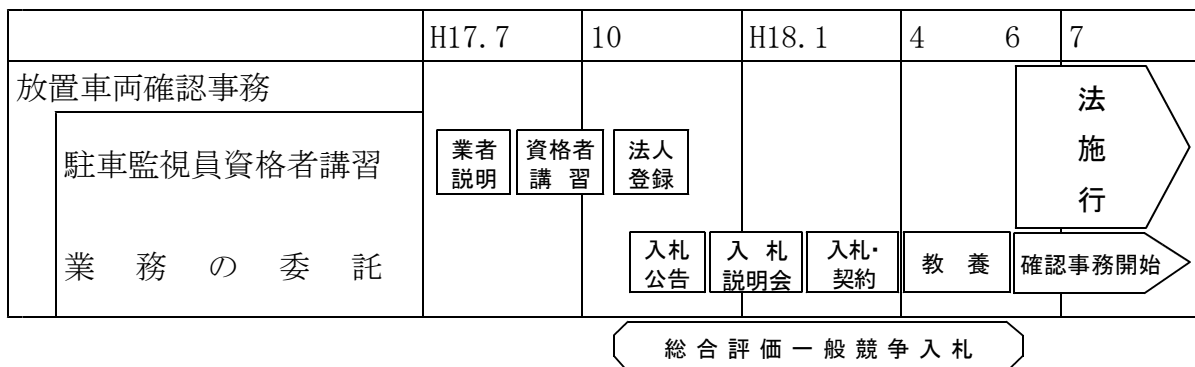 H17.7 10 H18.1 4 6 7
放置車両確認事務
駐車監視員資格者講習
業者
説明
資格者
講 習
法人
登録
法
施
行
業 務 の 委 託
入札
公告
入 札
説明会
入札・
契約
教 養
確認事務開始
総合評価一般競争入札